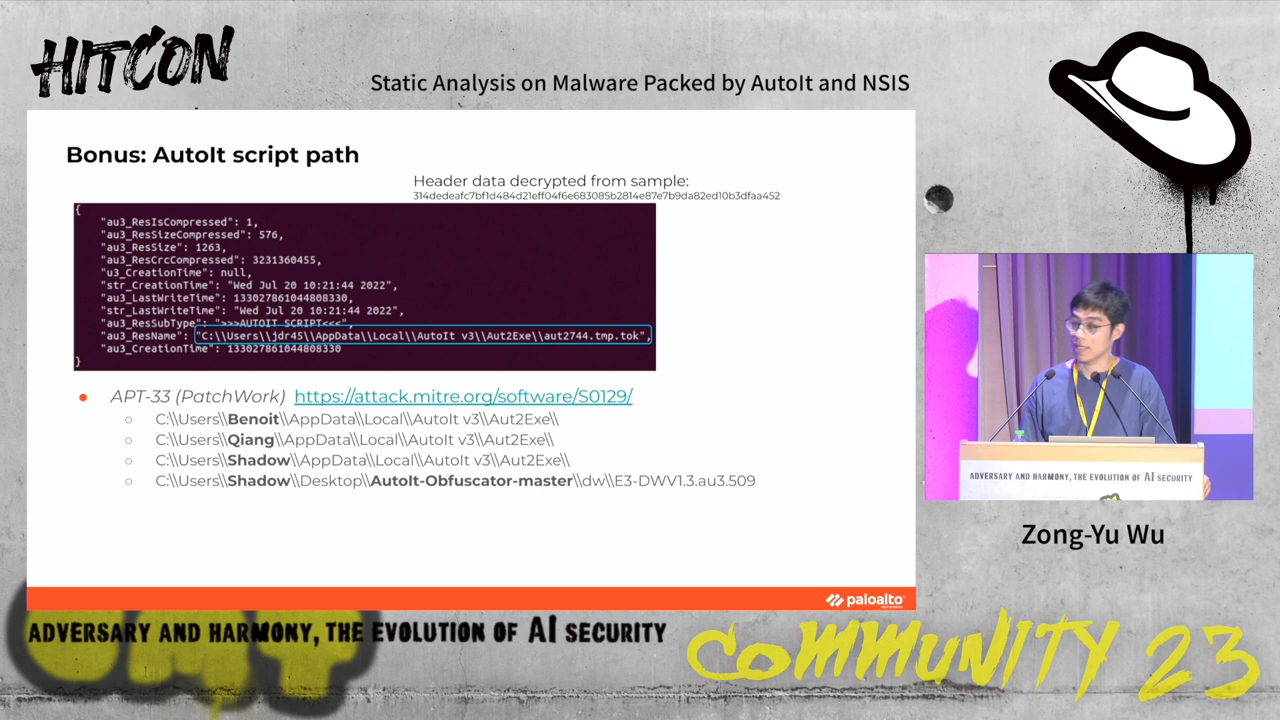 HITCON
Static Analysis on Malware Packed by AutoIt and NSIS
Bonus: AutoIt script path
Header data decrypted from sample:
314dedeafc7bf1d484d21eff04f6e683085b2814e87e7b9da82ed10b3dfaa452
{
"au3_ResIsCompressed": 1,
"au3_ResSizeCompressed": 576,
"au3_ResSize": 1263,
"au3_ResCrcCompressed": 3231360455,
"u3_CreationTime": null,
"str_CreationTime": "Wed Jul 20 10:21:44 2022",
"au3_LastWriteTime": 133027861044808330,
"str_LastWriteTime": "Wed Jul 20 10:21:44 2022",
"au3_ResSubType": ">>>AUTOIT SCRIPT<<<",
"au3_ResName": "C:\\Users\\jdr45\\AppData\\Local\\AutoIt v3\\Aut2Exe\\aut2744.tmp.tok",
"au3_CreationTime": 133027861044808330
}
● APT-33 (PatchWork) https://attack.mitre.org/software/S0129/
○ C:\\Users\\Benoit\\AppData\\Local\\AutoIt v3\\Aut2Exe\\
○ C:\\Users\\Qiang\\AppData\\Local\\AutoIt v3\\Aut2Exe\\
○ C:\\Users\\Shadow\\AppData\\Local\\AutoIt v3\\Aut2Exe\\
○ C:\\Users\\Shadow\\Desktop\\AutoIt-Obfuscator-master\\dw\\E3-DWV1.3.au3.509
paloalto
NETWORKS
ADVERSARY AND HARMONY, THE EVOLUTION OF AI SECURITY
Zong-Yu Wu
ADVERSARY AND HARMONY, THE EVOLUTION OF AI SECURITY
COMMUNITY 23